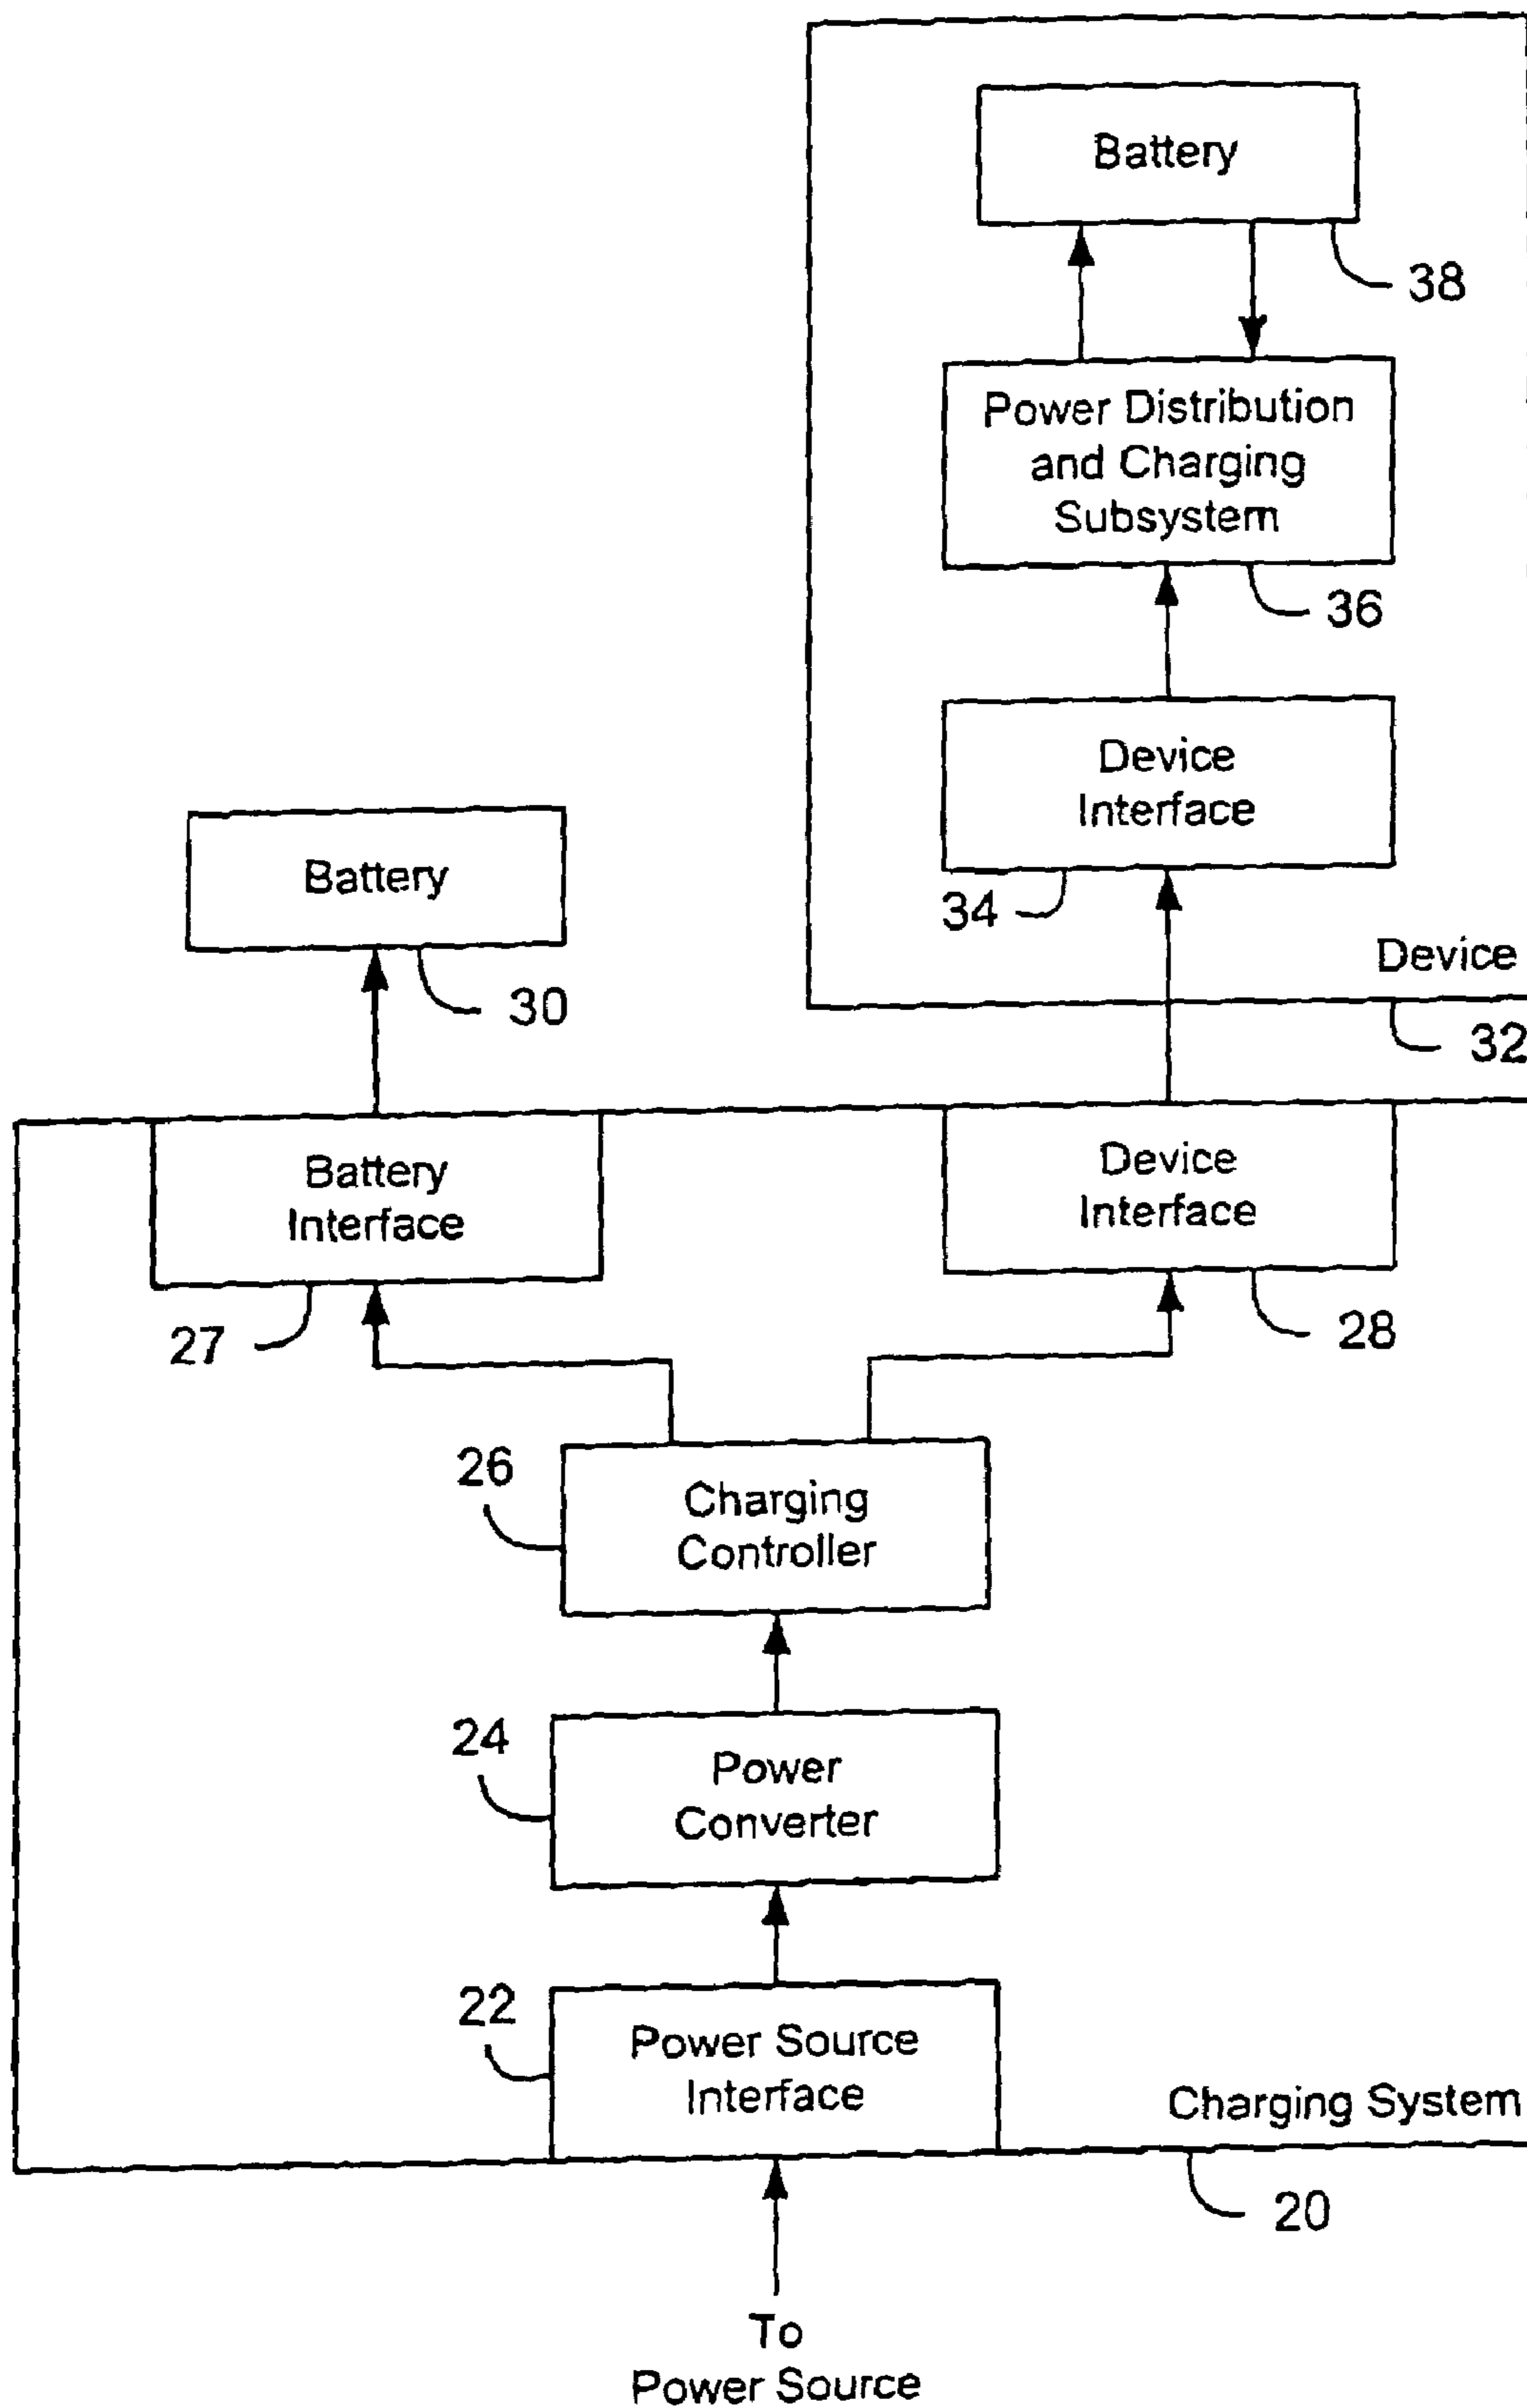 Battery
38
Power Distribution
and Charging
Subsystem
36
Device
Interface
34
Device
32
Battery
30
Battery
Interface
27
Device
Interface
28
26
Charging
Controller
24
Power
Converter
22
Power Source
Interface
Charging System
20
To
Power Source